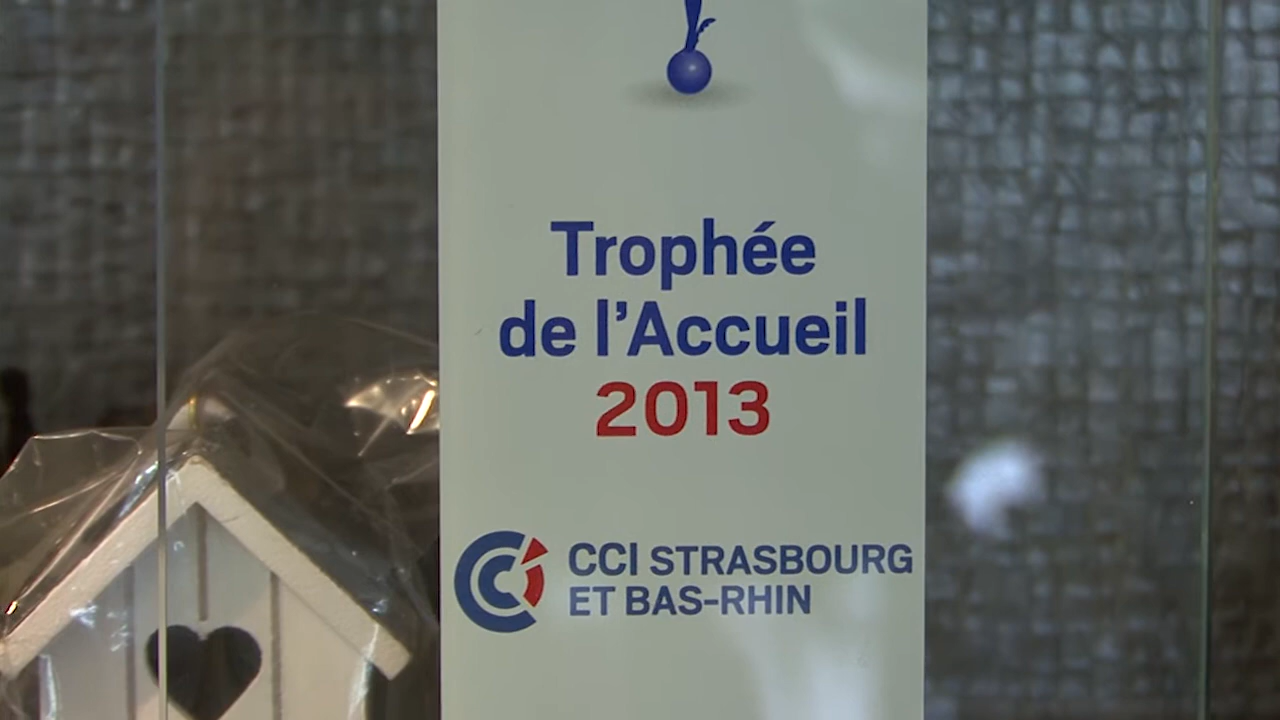 Trophée
de l'Accueil
2013
CCI STRASBOURG
ET BAS-RHIN